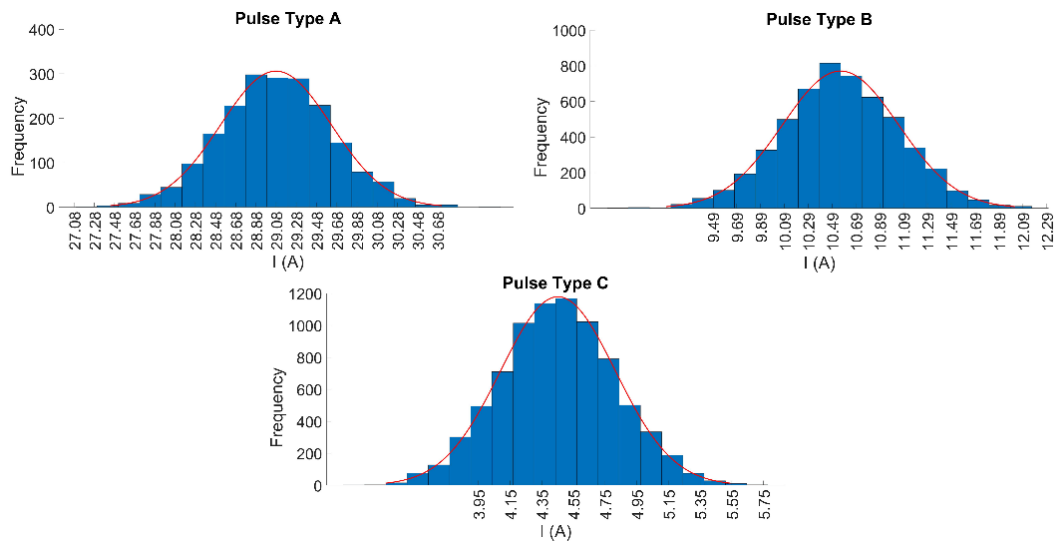 Pulse Type A
400
300
200
100
0
Frequency
27.08 27.28 27.48 27.68 27.88 28.08 28.28 28.48 28.68 28.88 29.08 29.28 29.48 29.68 29.88 30.08 30.28 30.48 30.68
I (A)
Pulse Type B
1000
800
600
400
200
0
Frequency
9.49 9.69 9.89 10.09 10.29 10.49 10.69 10.89 11.09 11.29 11.49 11.69 11.89 12.09 12.29
I (A)
Pulse Type C
1200
1000
800
600
400
200
0
Frequency
3.95 4.15 4.35 4.55 4.75 4.95 5.15 5.35 5.55 5.75
I (A)